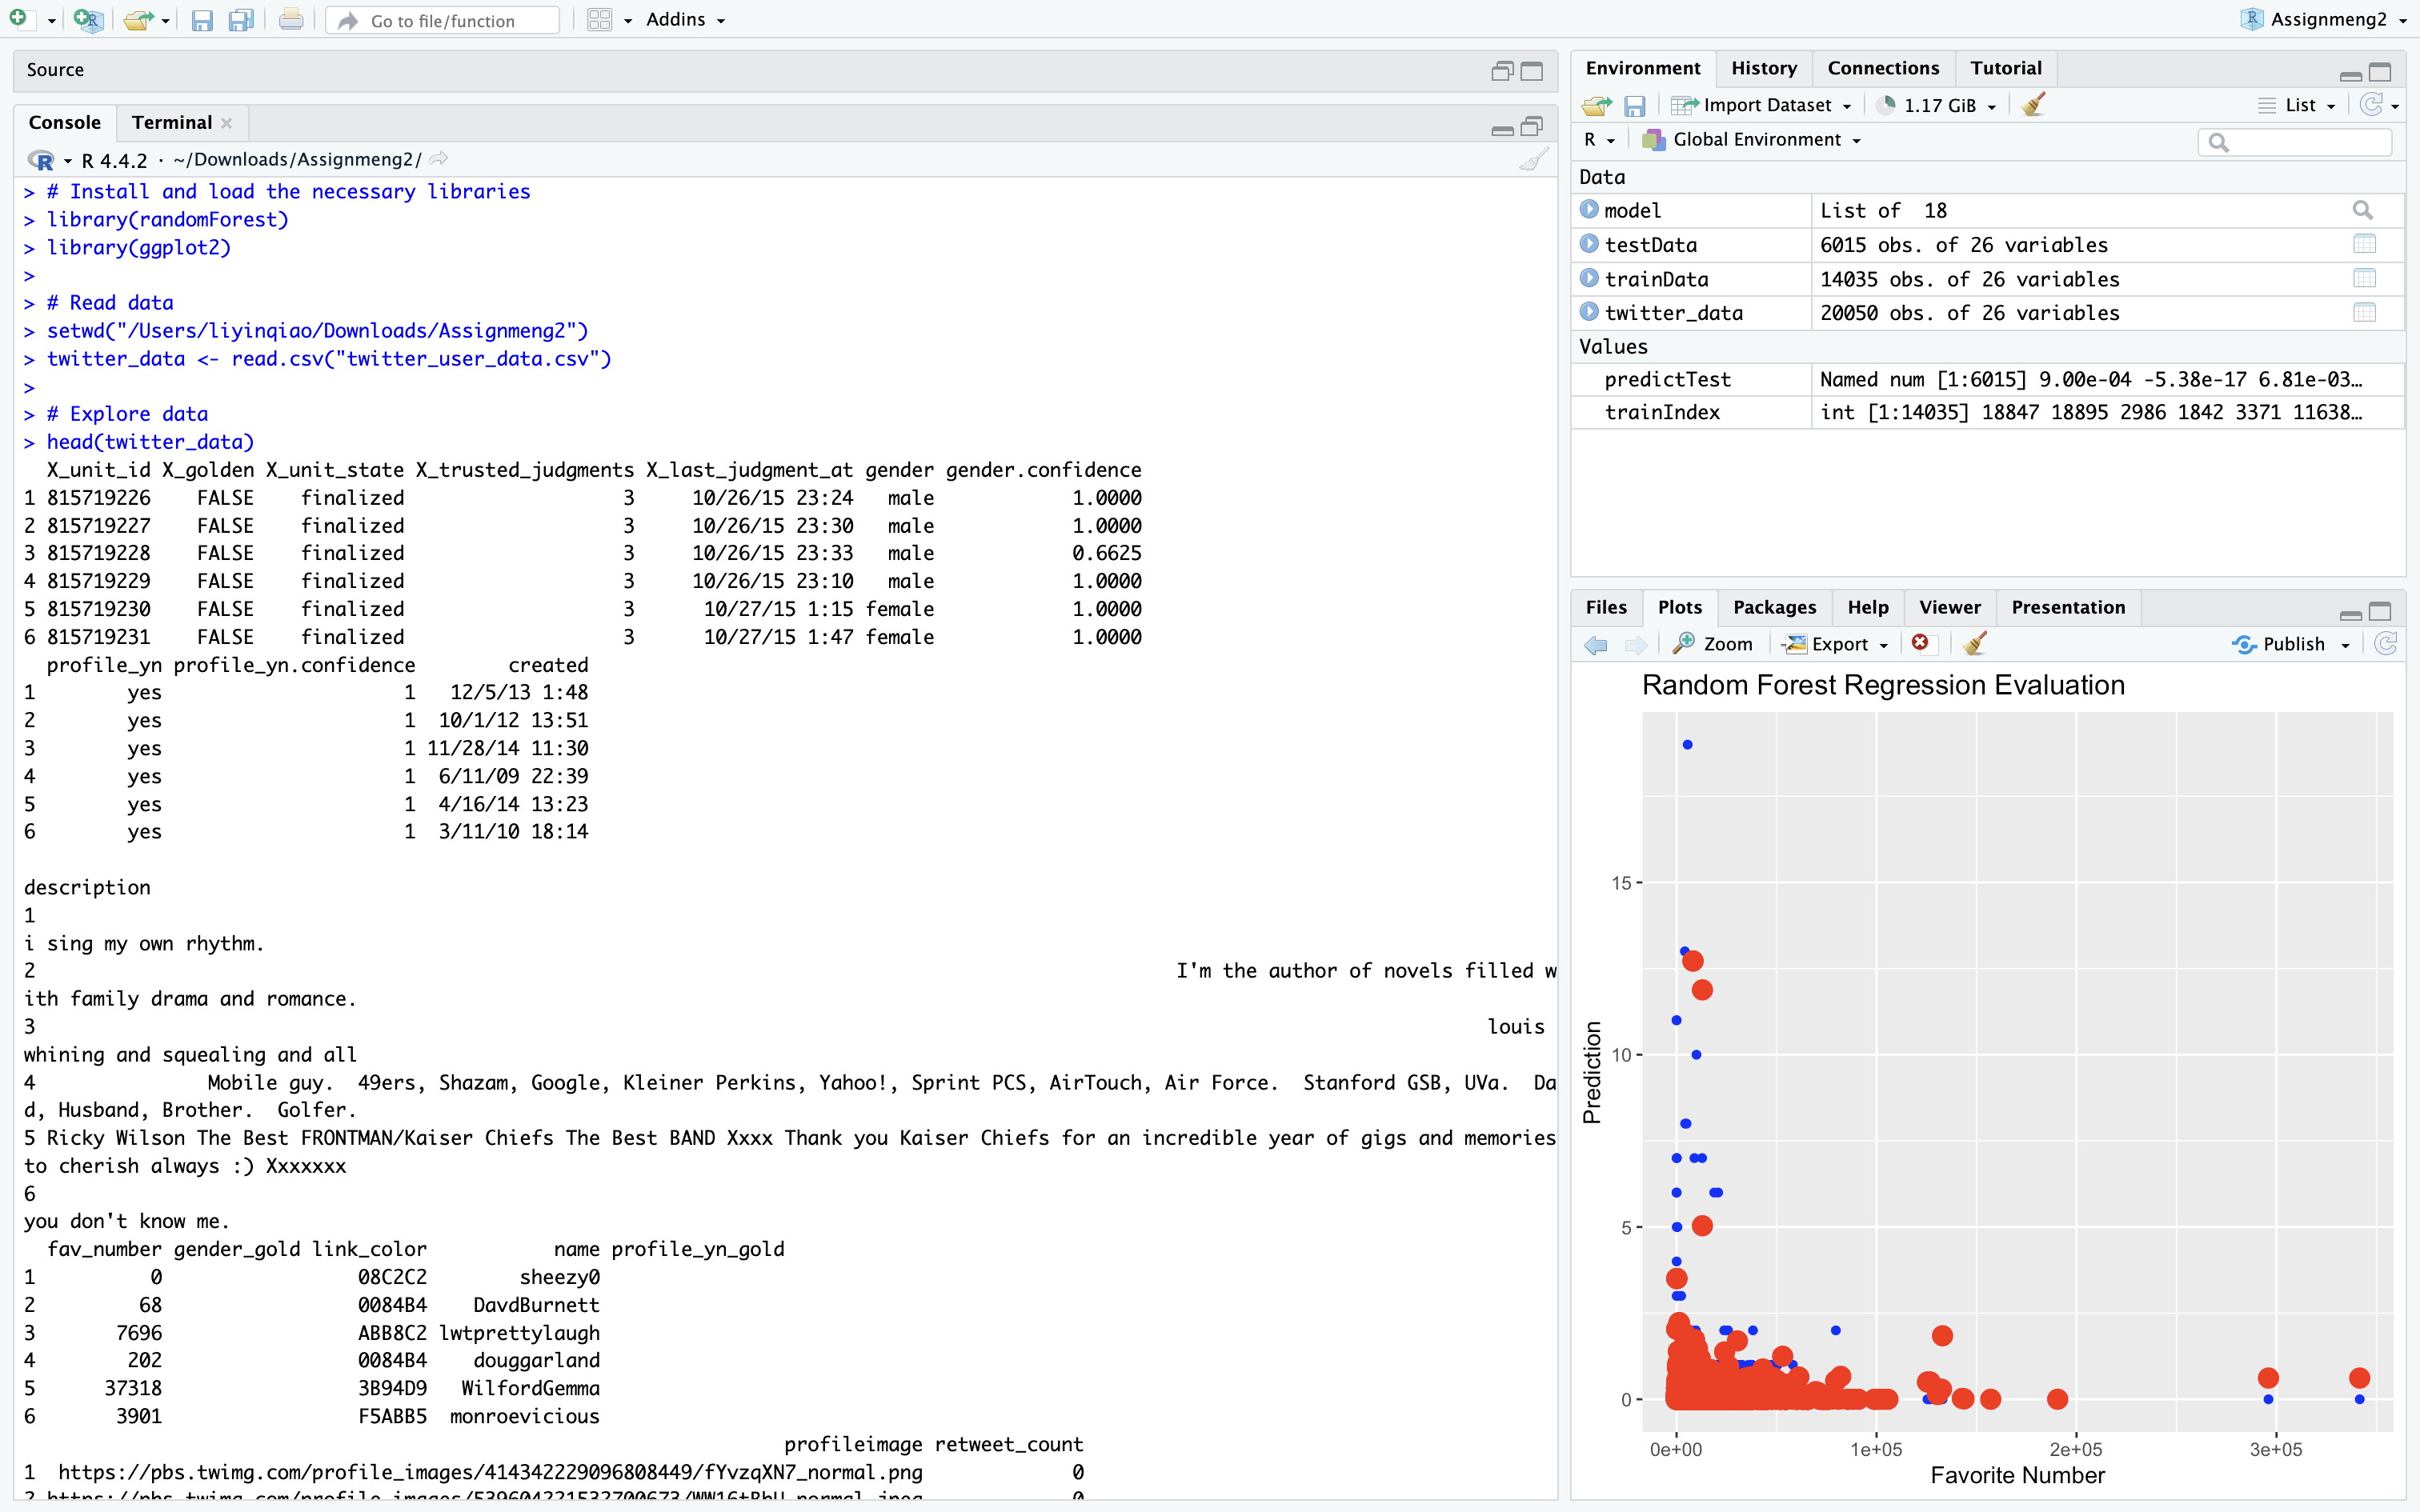 Go to file/function
Addins
Assignmeng2
Source
Console
Terminal
R 4.4.2 · ~/Downloads/Assignmeng2/
> # Install and load the necessary libraries
> library(randomForest)
> library(ggplot2)
>
> # Read data
> setwd("/Users/liyinqiao/Downloads/Assignmeng2")
> twitter_data <- read.csv("twitter_user_data.csv")
>
> # Explore data
> head(twitter_data)
X_unit_id X_golden X_unit_state X_trusted_judgments X_last_judgment_at gender gender.confidence
1 815719226 FALSE finalized 3 10/26/15 23:24 male 1.0000
2 815719227 FALSE finalized 3 10/26/15 23:30 male 1.0000
3 815719228 FALSE finalized 3 10/26/15 23:33 male 0.6625
4 815719229 FALSE finalized 3 10/26/15 23:10 male 1.0000
5 815719230 FALSE finalized 3 10/27/15 1:15 female 1.0000
6 815719231 FALSE finalized 3 10/27/15 1:47 female 1.0000
profile_yn profile_yn.confidence created
1 yes 1 12/5/13 1:48
2 yes 1 10/1/12 13:51
3 yes 1 11/28/14 11:30
4 yes 1 6/11/09 22:39
5 yes 1 4/16/14 13:23
6 yes 1 3/11/10 18:14
description
1
i sing my own rhythm.
2 I'm the author of novels filled w
ith family drama and romance.
3 louis
whining and squealing and all
4 Mobile guy. 49ers, Shazam, Google, Kleiner Perkins, Yahoo!, Sprint PCS, AirTouch, Air Force. Stanford GSB, UVa. Da
d, Husband, Brother. Golfer.
5 Ricky Wilson The Best FRONTMAN/Kaiser Chiefs The Best BAND Xxxx Thank you Kaiser Chiefs for an incredible year of gigs and memories
to cherish always :) Xxxxxxx
6
you don't know me.
fav_number gender_gold link_color name profile_yn_gold
1 0 08C2C2 sheezy0
2 68 0084B4 DavdBurnett
3 7696 ABB8C2 lwtprettylaugh
4 202 0084B4 douggarland
5 37318 3B94D9 WilfordGemma
6 3901 F5ABB5 monroevicious
profileimage retweet_count
1 https://pbs.twimg.com/profile_images/414342229096808449/fYvzqXN7_normal.png 0
2 https://pbs.twimg.com/profile_images/539604221532700673/WW16tBbU_normal.jpeg 0
Environment
History
Connections
Tutorial
Import Dataset
1.17 GiB
List
R
Global Environment
Data
model List of 18
testData 6015 obs. of 26 variables
trainData 14035 obs. of 26 variables
twitter_data 20050 obs. of 26 variables
Values
predictTest Named num [1:6015] 9.00e-04 -5.38e-17 6.81e-03…
trainIndex int [1:14035] 18847 18895 2986 1842 3371 11638…
Files
Plots
Packages
Help
Viewer
Presentation
Zoom
Export
Publish
Random Forest Regression Evaluation
15
10
5
0
Prediction
0e+00 1e+05 2e+05 3e+05
Favorite Number